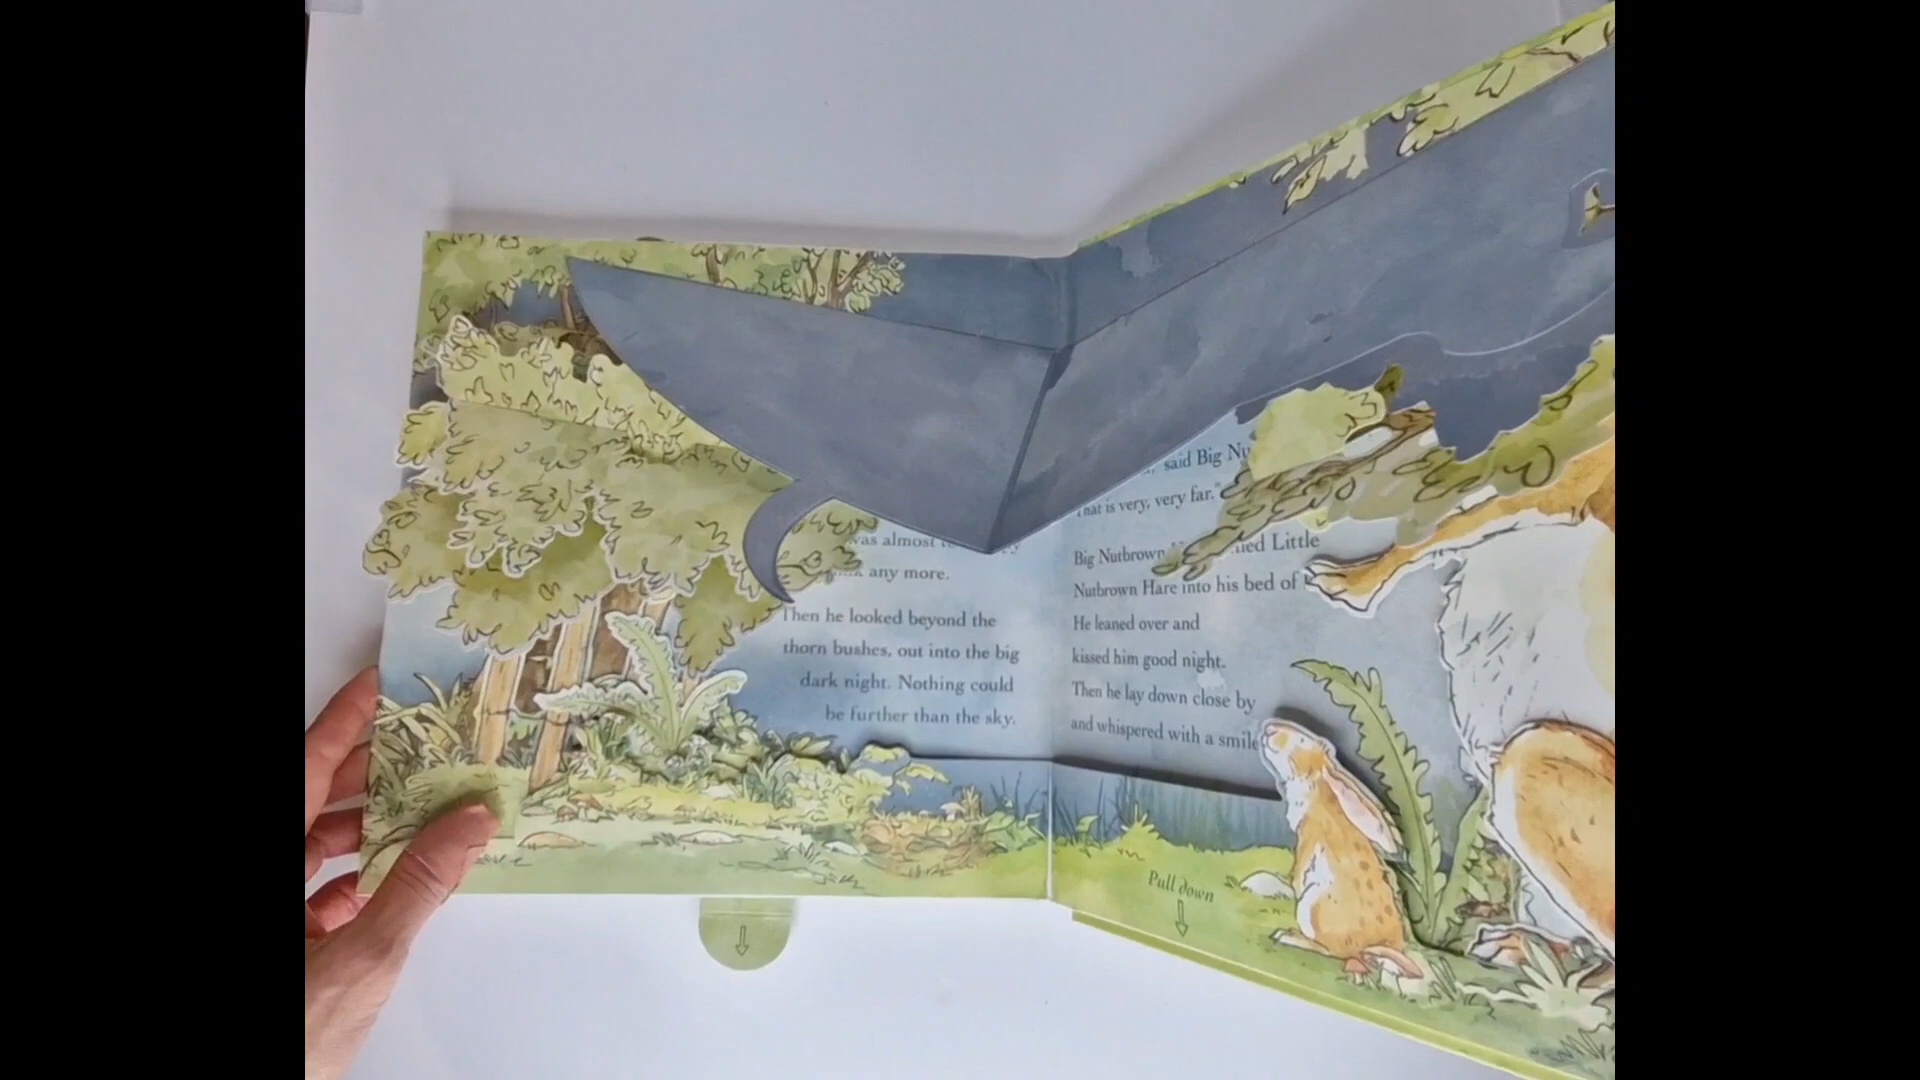 was almost
any more.
Then he looked beyond the
thorn bushes, out into the big
dark night. Nothing could
be further than the sky.
said Big
is very, very far."
Big Nutbrown Little
Nutbrown Hare into his bed of
He leaned over and
kissed him good night.
Then he lay down close by
and whispered with a smile
Pull down